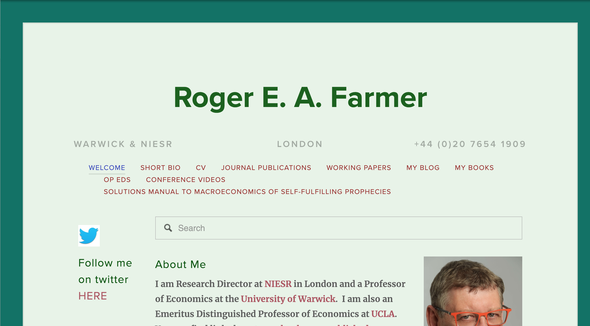 Roger E. A. Farmer
WARWICK & NIESR
LONDON
+44 (0)20 7654 1909
WELCOME SHORT BIO CV JOURNAL PUBLICATIONS WORKING PAPERS MY BLOG MY BOOKS
OP EDS CONFERENCE VIDEOS
SOLUTIONS MANUAL TO MACROECONOMICS OF SELF-FULFILLING PROPHECIES
Follow me
on twitter
HERE
Search
About Me
I am Research Director at NIESR in London and a Professor
of Economics at the University of Warwick. I am also an
Emeritus Distinguished Professor of Economics at UCLA.